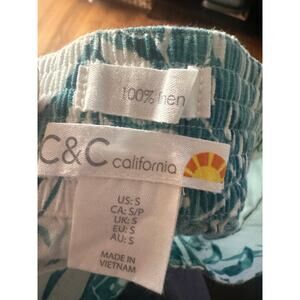 100% linen
C&C california
US: S
CA: S/P
UK: S
EU: S
AU: S
MADE IN
VIETNAM